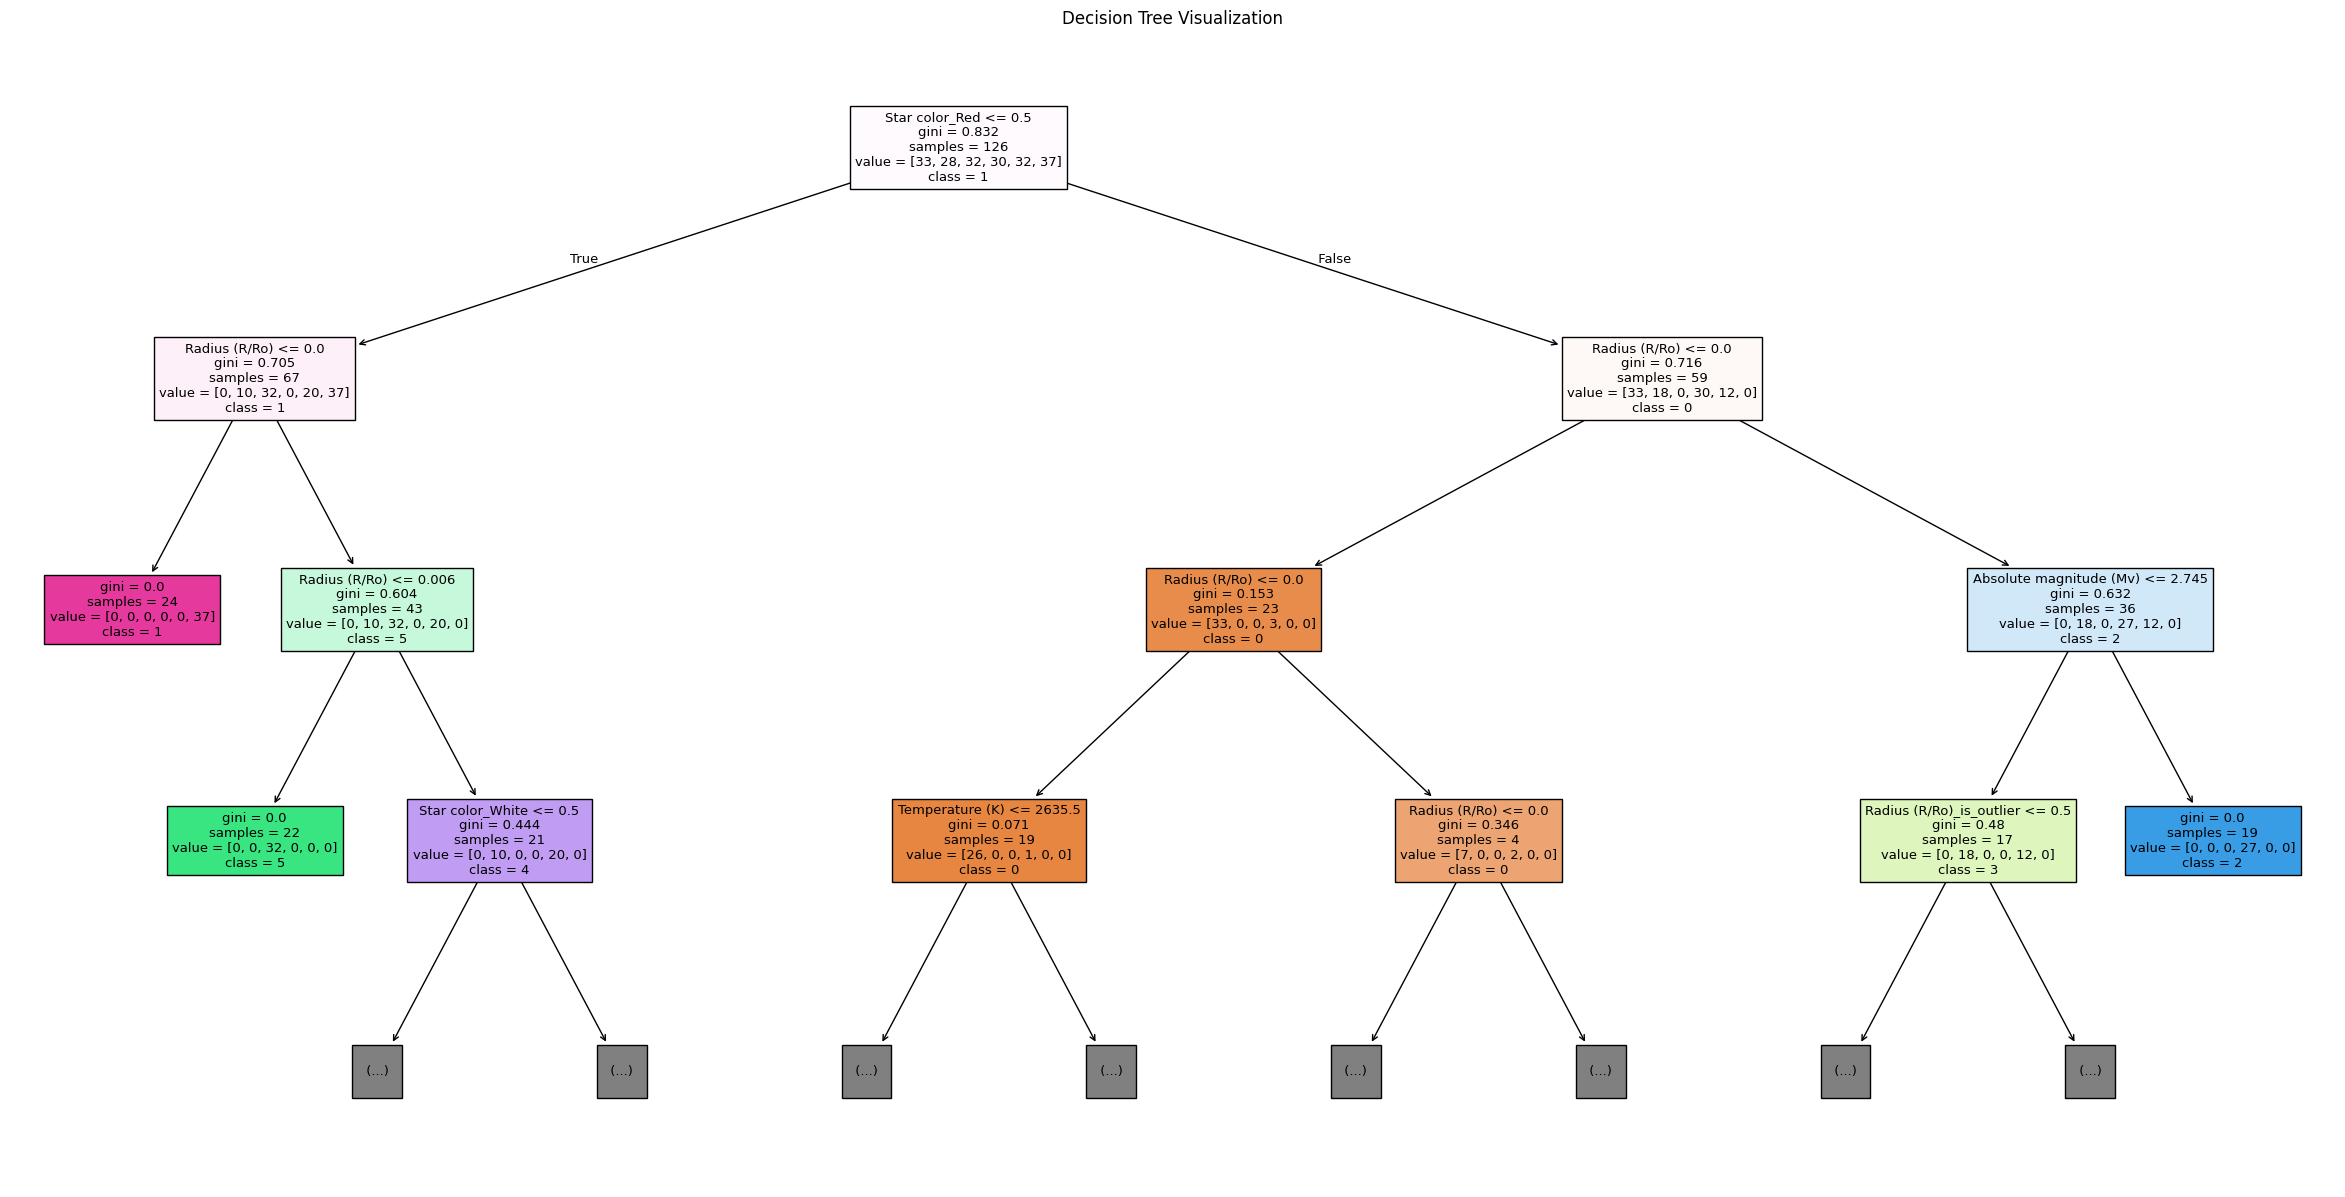 Decision Tree Visualization
Star color_Red <= 0.5
gini = 0.832
samples = 126
value = [33, 28, 32, 30, 32, 37]
class = 1
True
False
Radius (R/Ro) <= 0.0
gini = 0.705
samples = 67
value = [0, 10, 32, 0, 20, 37]
class = 1
Radius (R/Ro) <= 0.0
gini = 0.716
samples = 59
value = [33, 18, 0, 30, 12, 0]
class = 0
gini = 0.0
samples = 24
value = [0, 0, 0, 0, 0, 37]
class = 1
Radius (R/Ro) <= 0.006
gini = 0.604
samples = 43
value = [0, 10, 32, 0, 20, 0]
class = 5
Radius (R/Ro) <= 0.0
gini = 0.153
samples = 23
value = [33, 0, 0, 3, 0, 0]
class = 0
Absolute magnitude (Mv) <= 2.745
gini = 0.632
samples = 36
value = [0, 18, 0, 27, 12, 0]
class = 2
gini = 0.0
samples = 22
value = [0, 0, 32, 0, 0, 0]
class = 5
Star color_White <= 0.5
gini = 0.444
samples = 21
value = [0, 10, 0, 0, 20, 0]
class = 4
Temperature (K) <= 2635.5
gini = 0.071
samples = 19
value = [26, 0, 0, 1, 0, 0]
class = 0
Radius (R/Ro) <= 0.0
gini = 0.346
samples = 4
value = [7, 0, 0, 2, 0, 0]
class = 0
Radius (R/Ro)_is_outlier <= 0.5
gini = 0.48
samples = 17
value = [0, 18, 0, 0, 12, 0]
class = 3
gini = 0.0
samples = 19
value = [0, 0, 0, 27, 0, 0]
class = 2
(...)
(...)
(...)
(...)
(...)
(...)
(...)
(...)